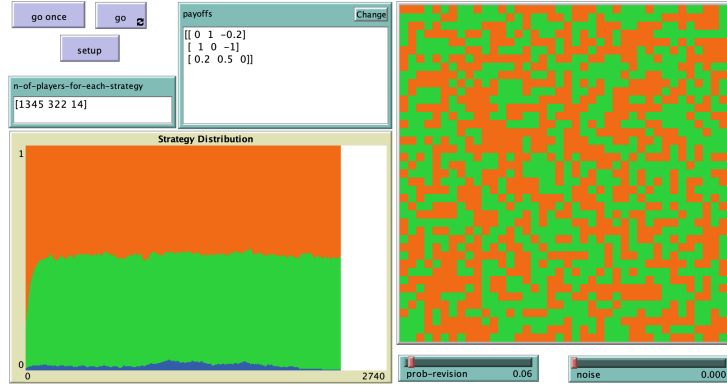 go once
go
setup
n-of-players-for-each-strategy
[1345 322 14]
payoffs
Change
[[ 0 1 -0.2]
[ 1 0 -1]
[ 0.2 0.5 0]]
Strategy Distribution
1
0
0
2740
prob-revision
0.06
noise
0.000